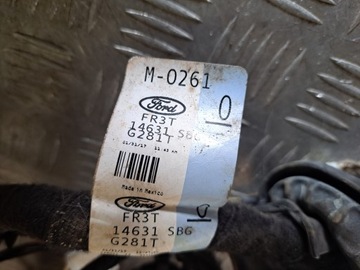 M-0261
0
Ford
FR3T
14631 SBG
G281T
Made in Mexico
Ford
FR3T
14631 SBG
G281T